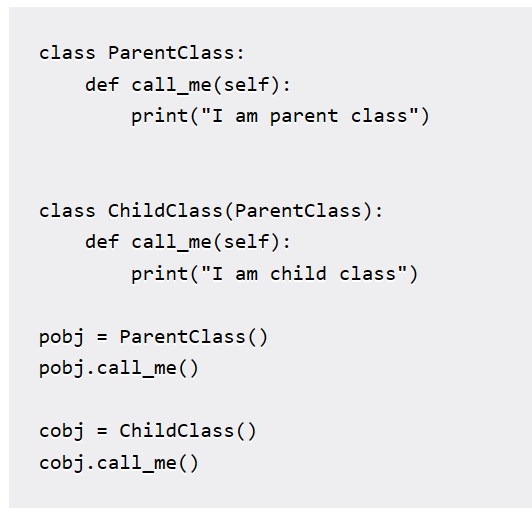 class ParentClass:
    def call_me(self):
        print("I am parent class")
class ChildClass(ParentClass):
    def call_me(self):
        print("I am child class")
pobj = ParentClass()
pobj.call_me()
cobj = ChildClass()
cobj.call_me()